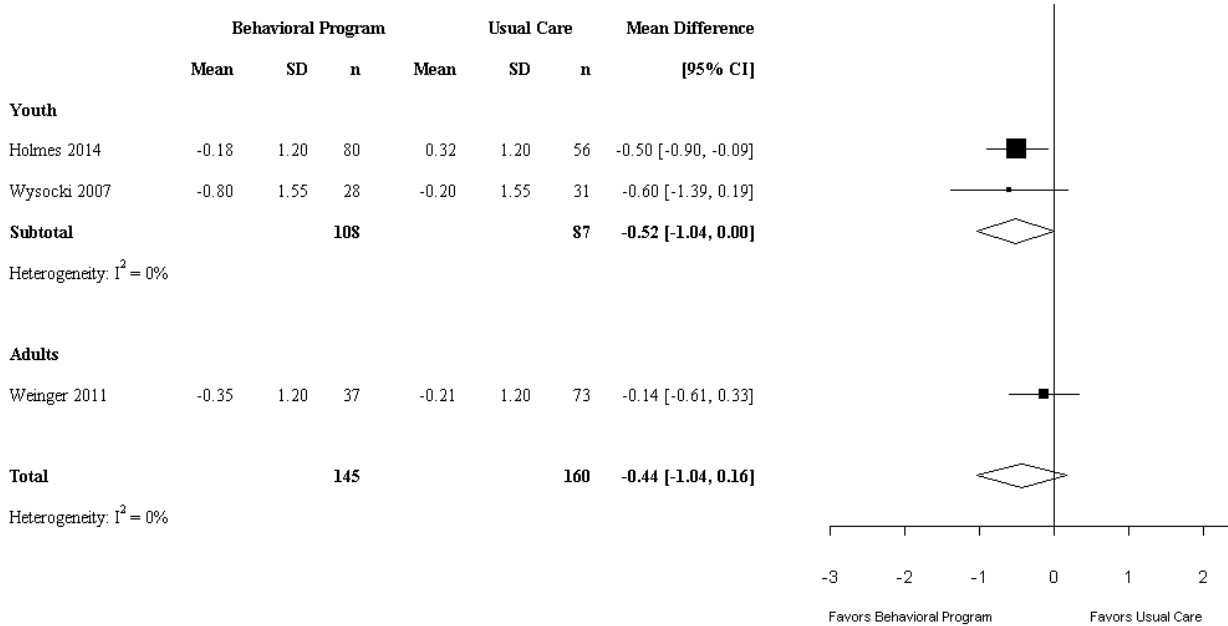 Behavioral Program Usual Care Mean Difference
Mean SD n Mean SD n [95% CI]
Youth
Holmes 2014 -0.18 1.20 80 0.32 1.20 56 -0.50 [-0.90, -0.09]
Wysocki 2007 -0.80 1.55 28 -0.20 1.55 31 -0.60 [-1.39, 0.19]
Subtotal 108 87 -0.52 [-1.04, 0.00]
Heterogeneity: I² = 0%
Adults
Weinger 2011 -0.35 1.20 37 -0.21 1.20 73 -0.14 [-0.61, 0.33]
Total 145 160 -0.44 [-1.04, 0.16]
Heterogeneity: I² = 0%
-3 -2 -1 0 1 2
Favors Behavioral Program Favors Usual Care